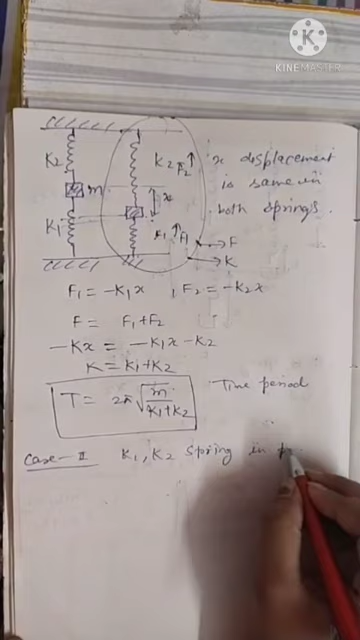 K
KINEMASTER
K2
m
K1
K2 F2
x
F1
F
K
x displacement
is same in
both springs
F1 = -K1x , F2 = -K2x
F = F1+F2
-Kx = -K1x -K2
K = K1+K2
T = 2π√m/K1+K2 Time period
Case-II K1, K2 spring in